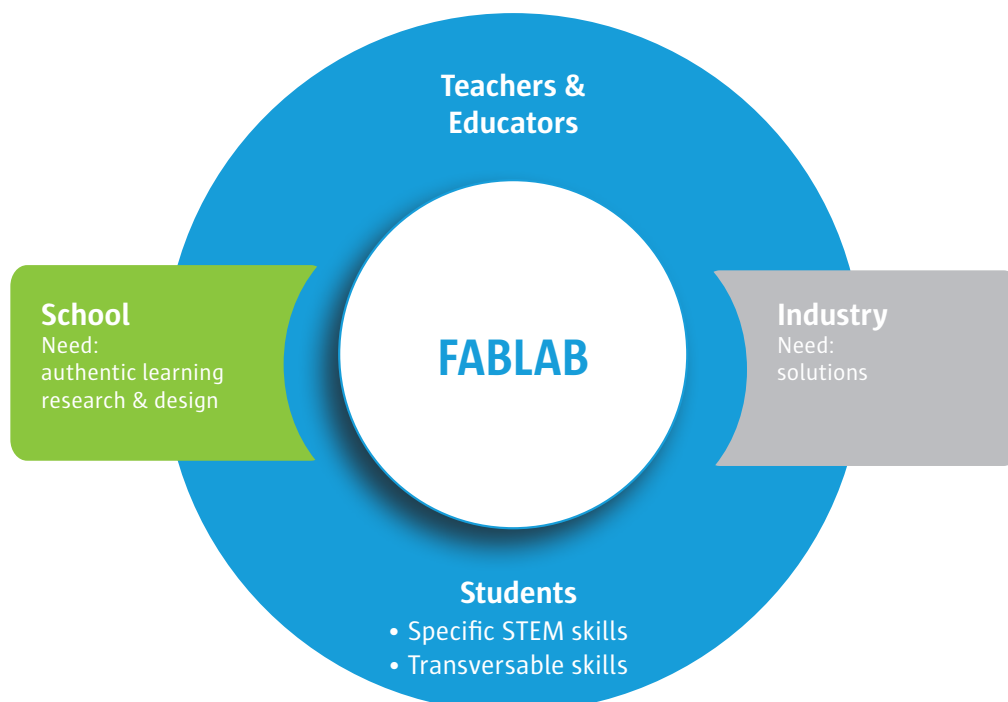 Teachers &
Educators
School
Need:
authentic learning
research & design
FABLAB
Industry
Need:
solutions
Students
• Specific STEM skills
• Transversable skills